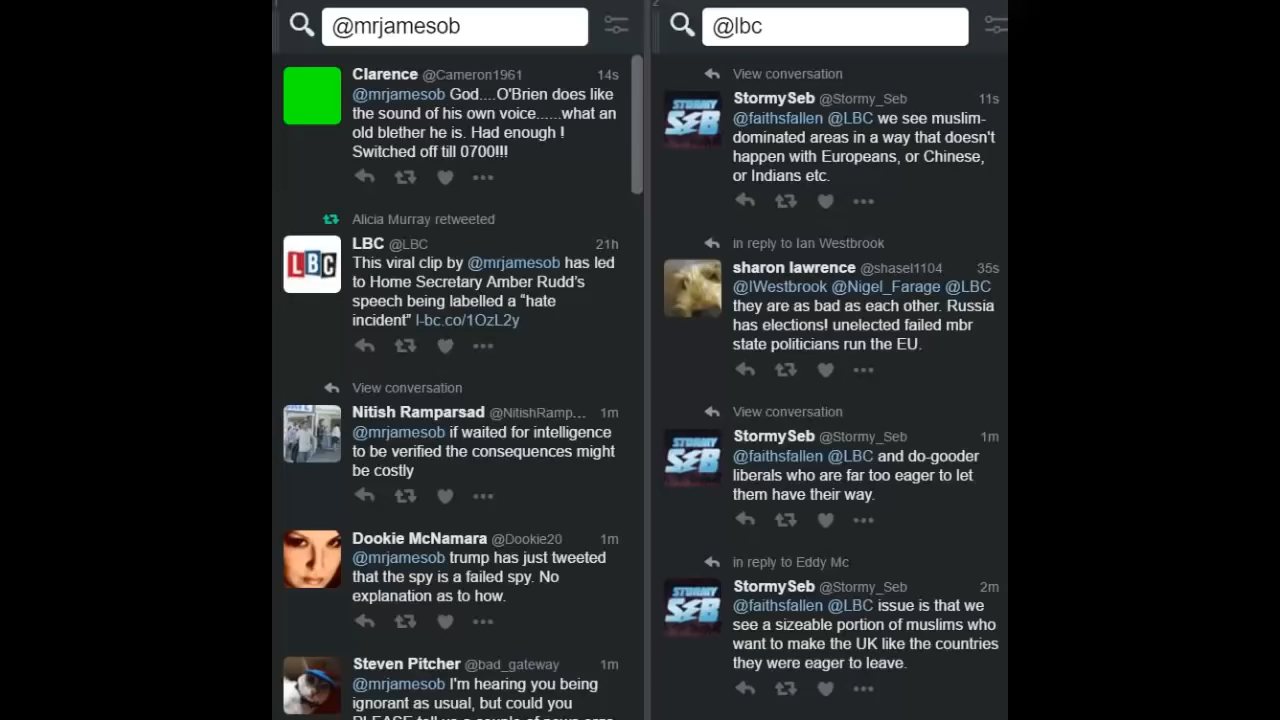 1
@mrjamesob
Clarence @Cameron1961 14s
@mrjamesob God....O'Brien does like
the sound of his own voice......what an
old blether he is. Had enough !
Switched off till 0700!!!
Alicia Murray retweeted
LBC
LBC @LBC 21h
This viral clip by @mrjamesob has led
to Home Secretary Amber Rudd's
speech being labelled a “hate
incident” l-bc.co/1OzL2y
View conversation
Nitish Ramparsad @NitishRamp... 1m
@mrjamesob if waited for intelligence
to be verified the consequences might
be costly
Dookie McNamara @Dookie20 1m
@mrjamesob trump has just tweeted
that the spy is a failed spy. No
explanation as to how.
Steven Pitcher @bad_gateway 1m
@mrjamesob I'm hearing you being
ignorant as usual, but could you
2
@lbc
View conversation
STORMY
SEB
StormySeb @Stormy_Seb 11s
@faithsfallen @LBC we see muslim-
dominated areas in a way that doesn't
happen with Europeans, or Chinese,
or Indians etc.
in reply to Ian Westbrook
sharon lawrence @shasel1104 35s
@IWestbrook @Nigel_Farage @LBC
they are as bad as each other. Russia
has elections! unelected failed mbr
state politicians run the EU.
View conversation
STORMY
SEB
StormySeb @Stormy_Seb 1m
@faithsfallen @LBC and do-gooder
liberals who are far too eager to let
them have their way.
in reply to Eddy Mc
STORMY
SEB
StormySeb @Stormy_Seb 2m
@faithsfallen @LBC issue is that we
see a sizeable portion of muslims who
want to make the UK like the countries
they were eager to leave.